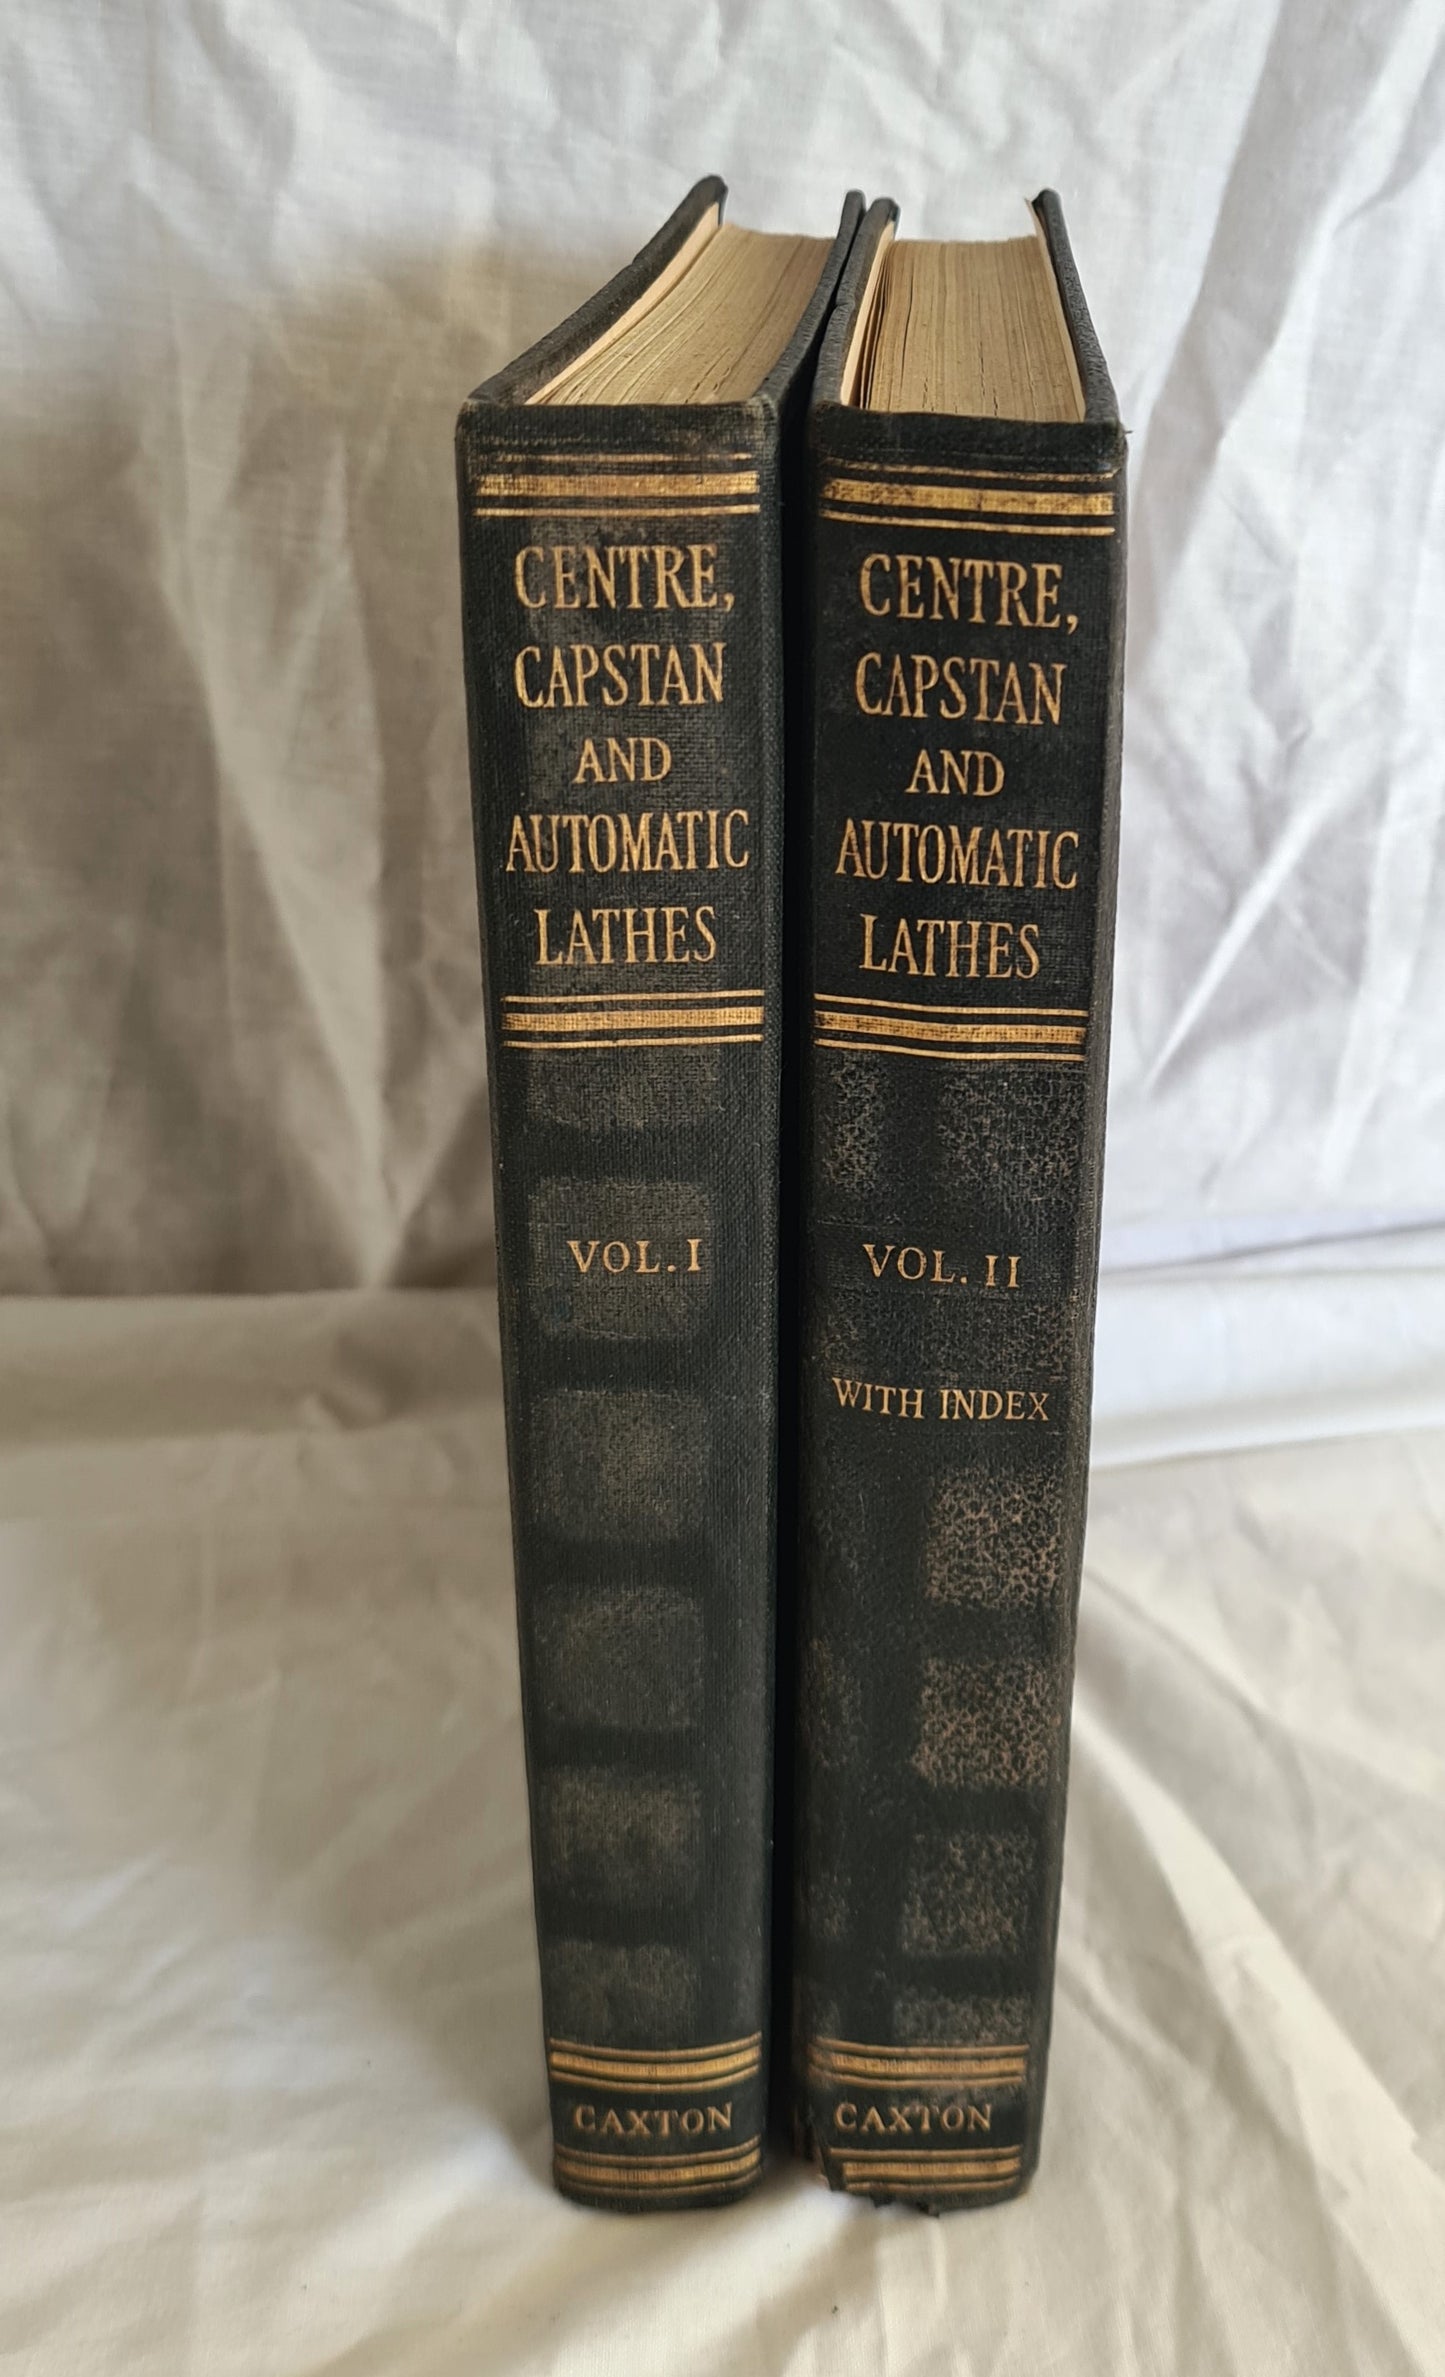 CENTRE,
CAPSTAN
AND
AUTOMATIC
LATHES
VOL. I
CAXTON
CENTRE,
CAPSTAN
AND
AUTOMATIC
LATHES
VOL. II
WITH INDEX
CAXTON